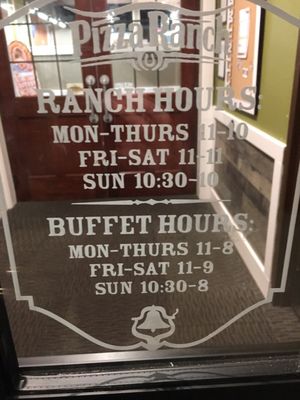 Pizza Ranch
RANCH HOURS:
MON-THURS 11-10
FRI-SAT 11-11
SUN 10:30-10
BUFFET HOURS:
MON-THURS 11-8
FRI-SAT 11-9
SUN 10:30-8